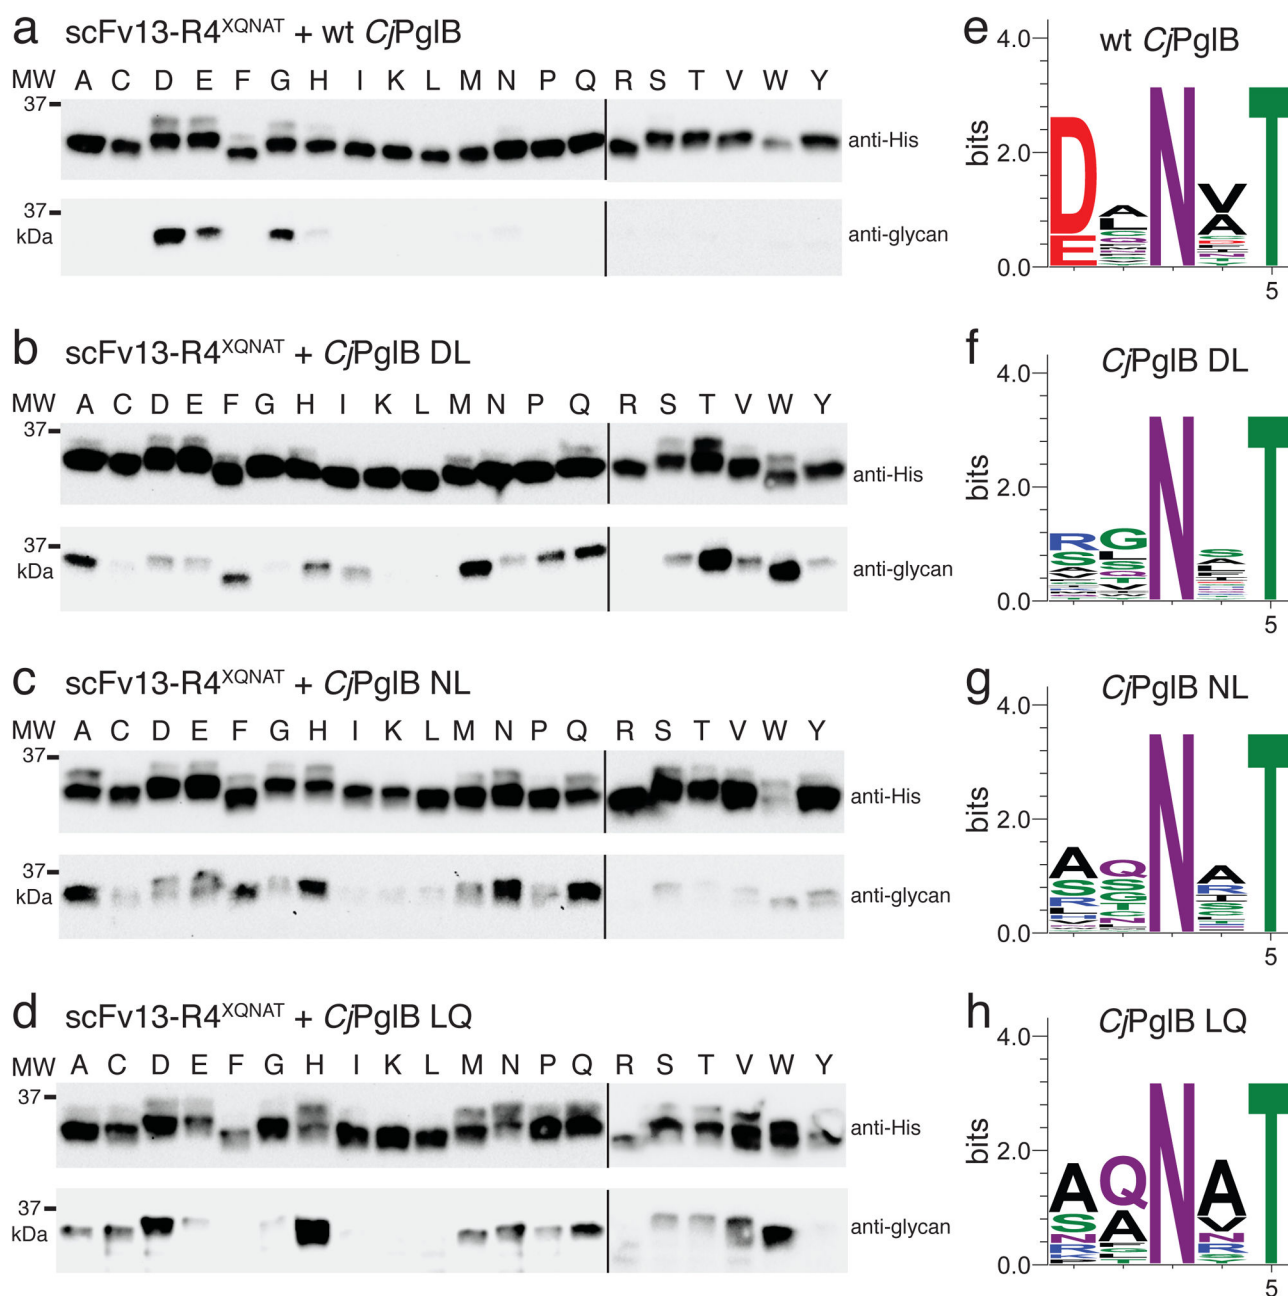 a scFv13-R4XQNAT + wt CjPglB
MW A C D E F G H I K L M N P Q R S T V W Y
37
anti-His
37
kDa
anti-glycan
b scFv13-R4XQNAT + CjPglB DL
MW A C D E F G H I K L M N P Q R S T V W Y
37
anti-His
37
kDa
anti-glycan
c scFv13-R4XQNAT + CjPglB NL
MW A C D E F G H I K L M N P Q R S T V W Y
37
anti-His
37
kDa
anti-glycan
d scFv13-R4XQNAT + CjPglB LQ
MW A C D E F G H I K L M N P Q R S T V W Y
37
anti-His
37
kDa
anti-glycan
e wt CjPglB
4.0
2.0
0.0
bits
D A N V T
E L A
5
f CjPglB DL
4.0
2.0
0.0
bits
R G N S T
S L A
5
g CjPglB NL
4.0
2.0
0.0
bits
A Q N A T
S S R
R G
5
h CjPglB LQ
4.0
2.0
0.0
bits
A Q N A T
S A V
N N
R R
5